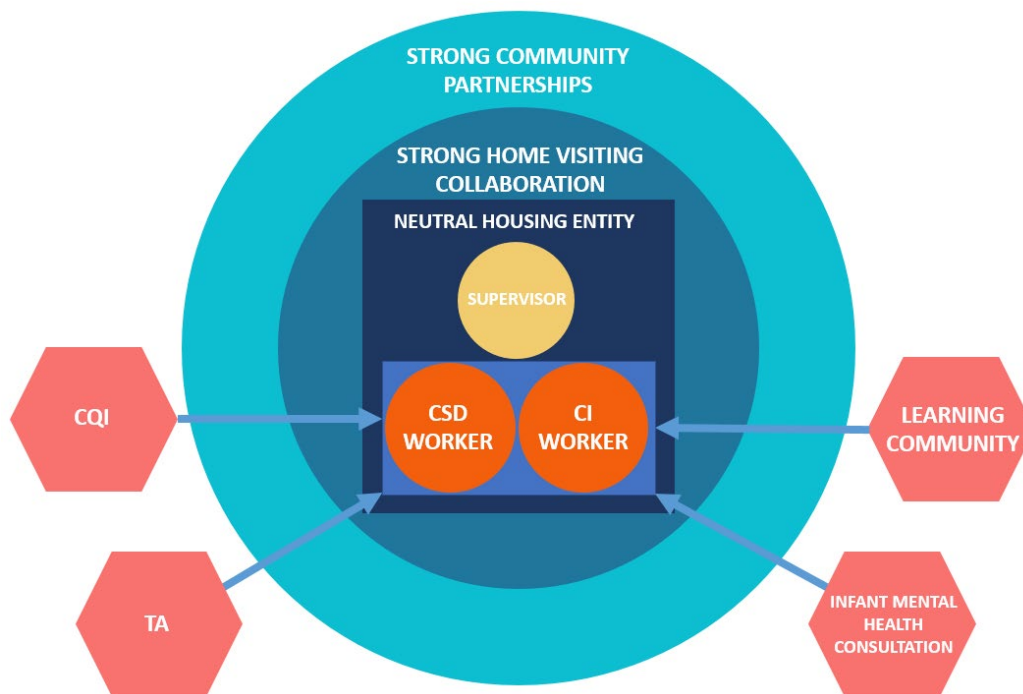 STRONG COMMUNITY
PARTNERSHIPS
STRONG HOME VISITING
COLLABORATION
NEUTRAL HOUSING ENTITY
SUPERVISOR
CSD
WORKER
CI
WORKER
CQI
LEARNING
COMMUNITY
TA
INFANT MENTAL
HEALTH
CONSULTATION